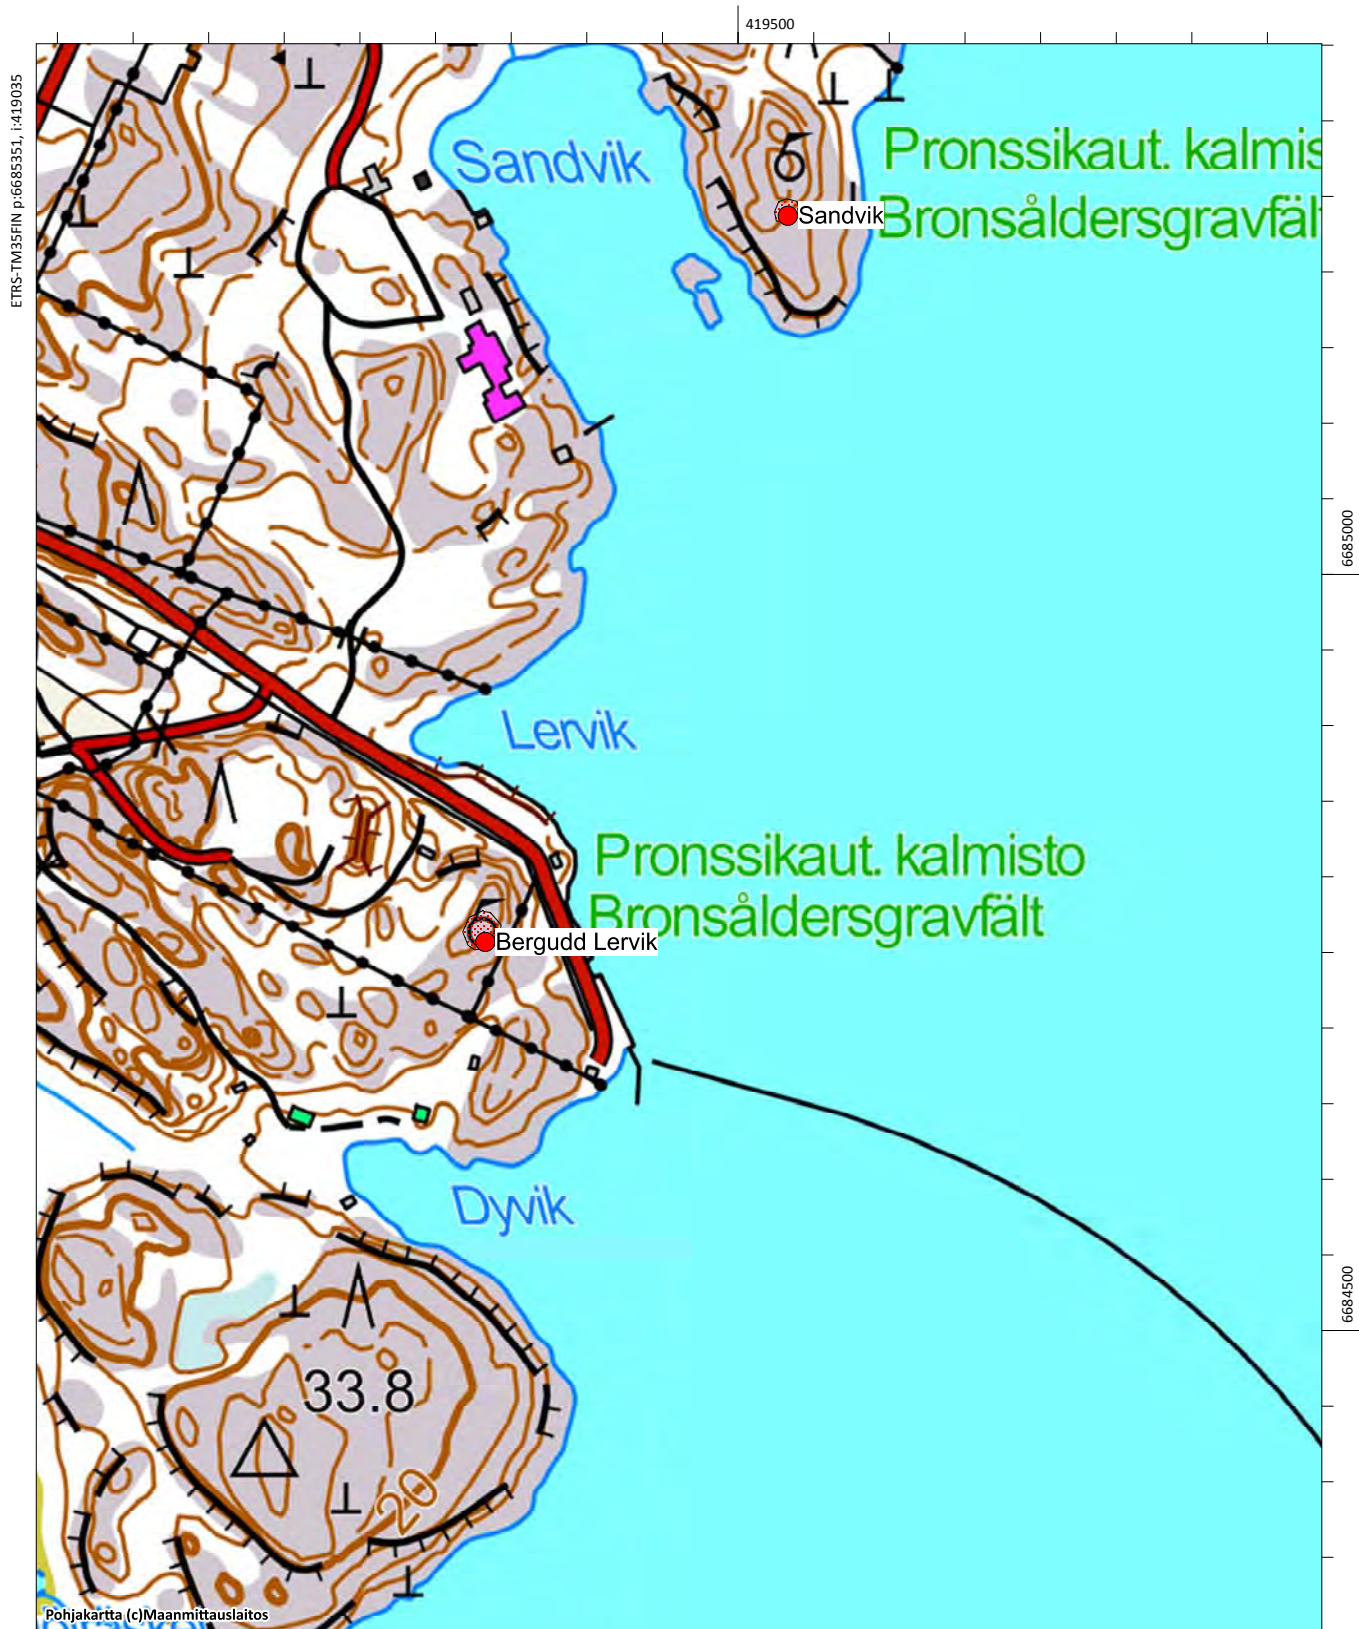 419500
ETRS-TM35FIN p:6685351, i:419035
Sandvik
Pronssikaut. kalmis
Sandvik
Bronsåldersgravfält
6685000
Lervik
Pronssikaut. kalmisto
Bronsåldersgravfält
Bergudd Lervik
Dyvik
6684500
33.8
20
Pohjakartta (c)Maanmittauslaitos